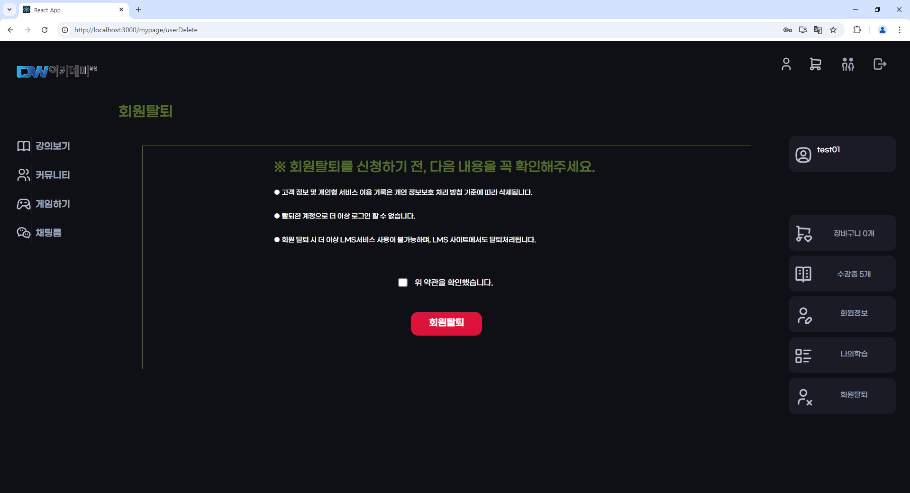 React App
http://localhost:3000/mypage/userDelete
DW아카데미
회원탈퇴
강의보기
커뮤니티
게임하기
채팅룸
※ 회원탈퇴를 신청하기 전, 다음 내용을 꼭 확인해주세요.
● 고객 정보 및 개인형 서비스 이용 기록은 개인 정보보호 처리 방침 기준에 따라 삭제됩니다.
● 탈퇴한 계정으로 더 이상 로그인 할 수 없습니다.
● 회원 탈퇴 시 더 이상 LMS서비스 사용이 불가능하며, LMS 사이트에서도 탈퇴처리됩니다.
위 약관을 확인했습니다.
회원탈퇴
test01
장바구니 0개
수강중 5개
회원정보
나의학습
회원탈퇴